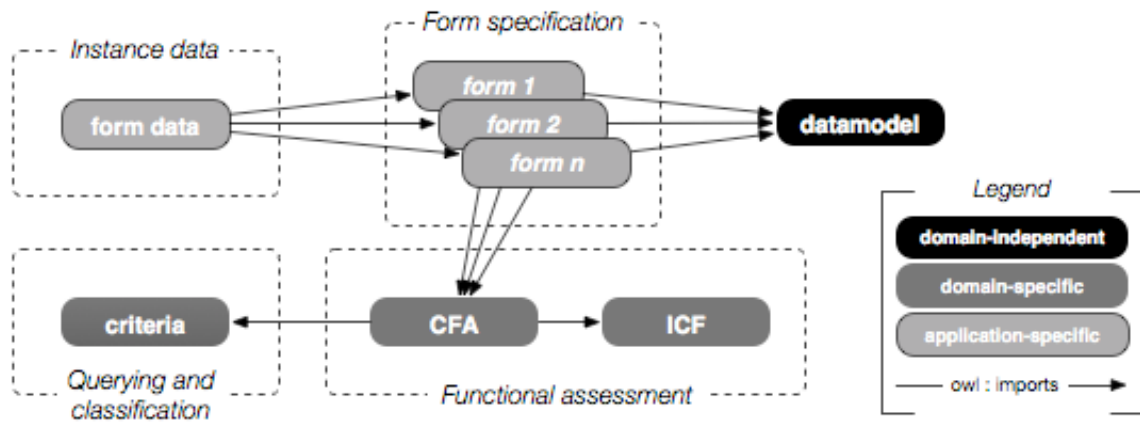 Form specification
Instance data
form 1
form data
form 2
datamodel
form n
Legend
domain-independent
domain-specific
criteria
CFA
ICF
application-specific
Querying and
classification
Functional assessment
owl : imports